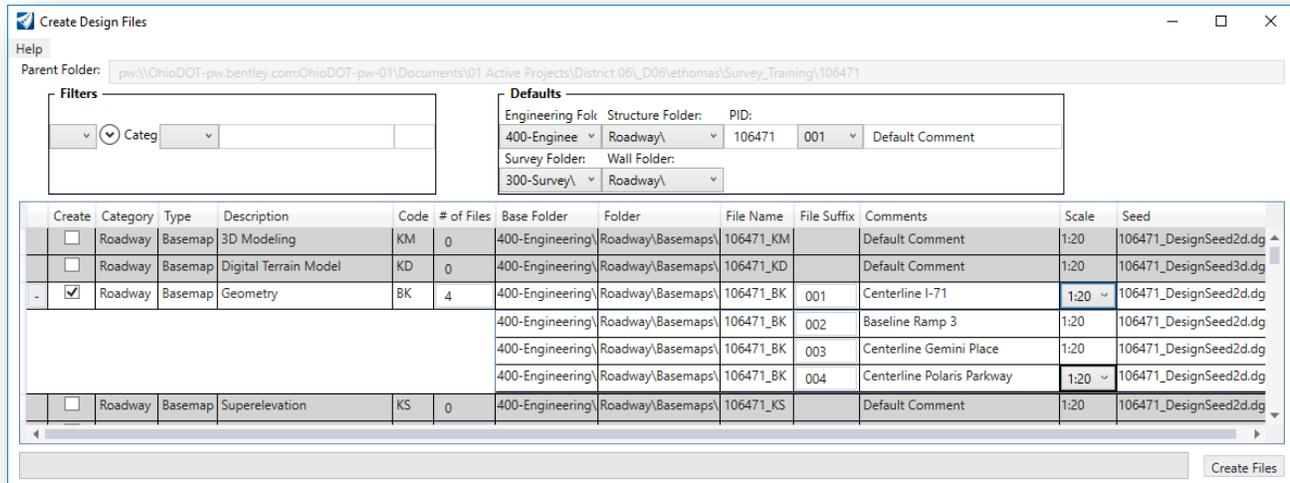 Create Design Files
Help
Parent Folder: pw:\\OhioDOT-pw.bentley.com:OhioDOT-pw-01\Documents\01 Active Projects\District 06\_D06\ethomas\Survey_Training\106471
Filters
Categ
Defaults
Engineering Folc Structure Folder: PID:
400-Enginee Roadway\ 106471 001 Default Comment
Survey Folder: Wall Folder:
300-Survey\ Roadway\
Create Category Type Description Code # of Files Base Folder Folder File Name File Suffix Comments Scale Seed
Roadway Basemap 3D Modeling KM 0 400-Engineering\ Roadway\Basemaps\ 106471_KM Default Comment 1:20 106471_DesignSeed2d.dg
Roadway Basemap Digital Terrain Model KD 0 400-Engineering\ Roadway\Basemaps\ 106471_KD Default Comment 1:20 106471_DesignSeed3d.dg
- Roadway Basemap Geometry BK 4 400-Engineering\ Roadway\Basemaps\ 106471_BK 001 Centerline I-71 1:20 106471_DesignSeed2d.dg
400-Engineering\ Roadway\Basemaps\ 106471_BK 002 Baseline Ramp 3 1:20 106471_DesignSeed2d.dg
400-Engineering\ Roadway\Basemaps\ 106471_BK 003 Centerline Gemini Place 1:20 106471_DesignSeed2d.dg
400-Engineering\ Roadway\Basemaps\ 106471_BK 004 Centerline Polaris Parkway 1:20 106471_DesignSeed2d.dg
Roadway Basemap Superelevation KS 0 400-Engineering\ Roadway\Basemaps\ 106471_KS Default Comment 1:20 106471_DesignSeed2d.dg
Create Files